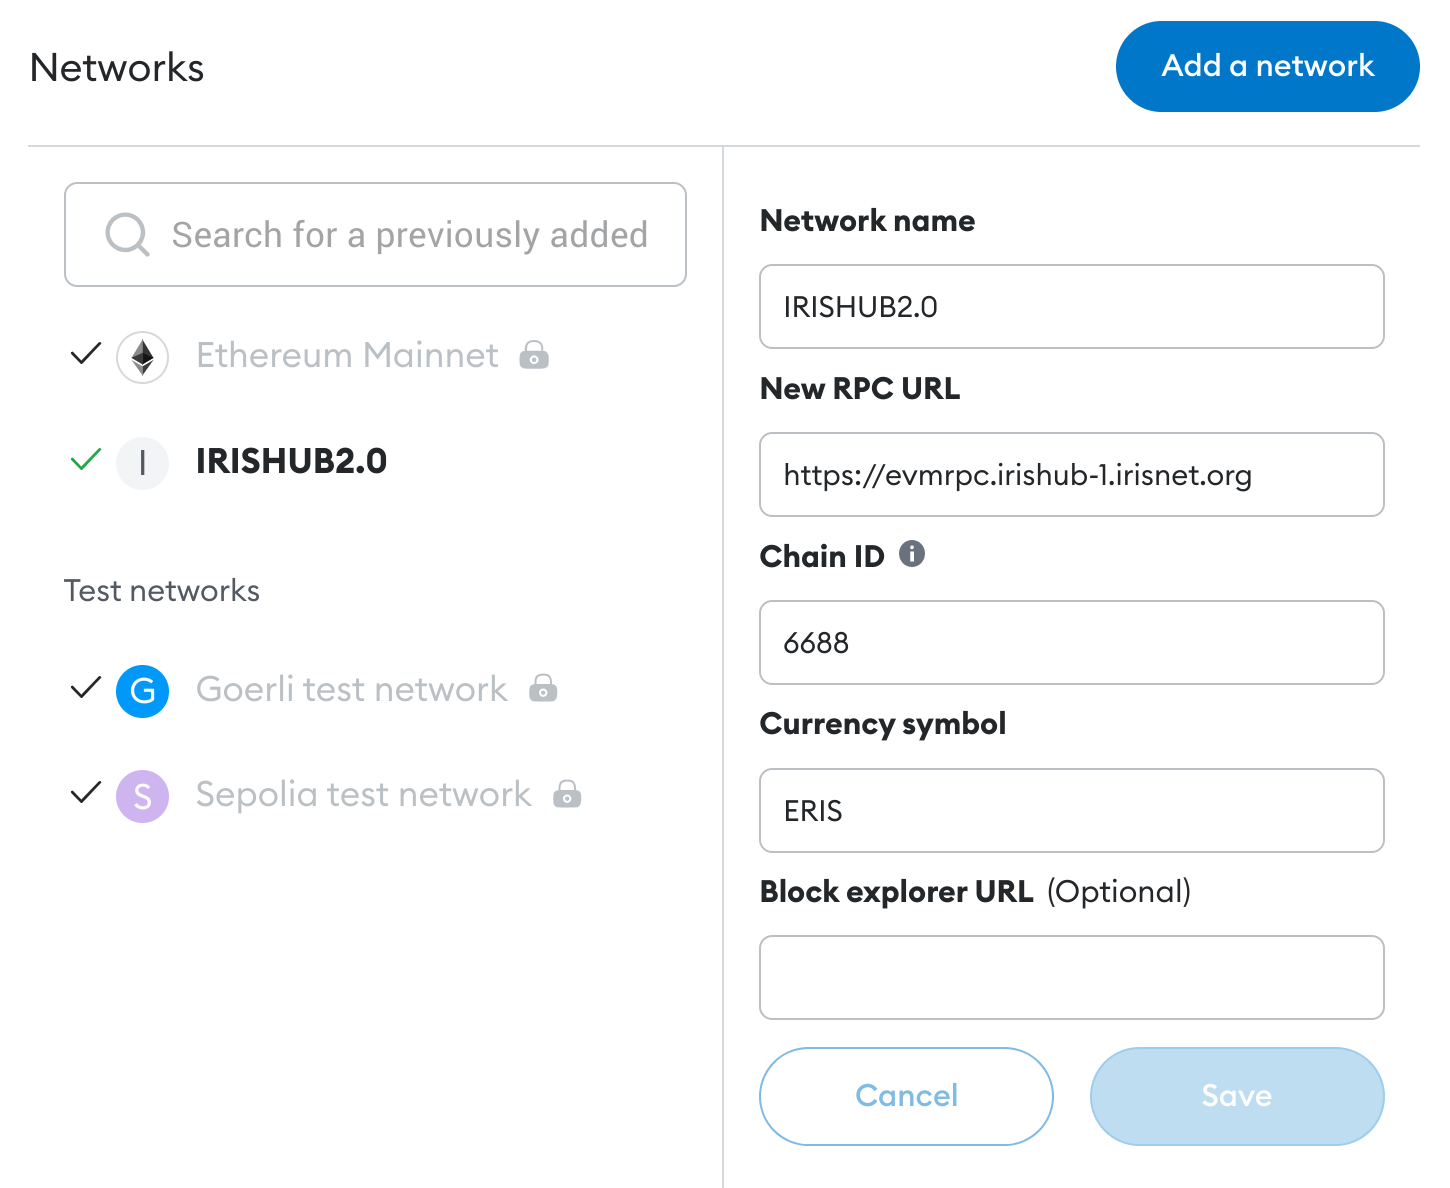 Networks
Add a network
Search for a previously added
Ethereum Mainnet
I
IRISHUB2.0
Test networks
G
Goerli test network
S
Sepolia test network
Network name
IRISHUB2.0
New RPC URL
https://evmrpc.irishub-1.irisnet.org
Chain ID
6688
Currency symbol
ERIS
Block explorer URL (Optional)
Cancel
Save